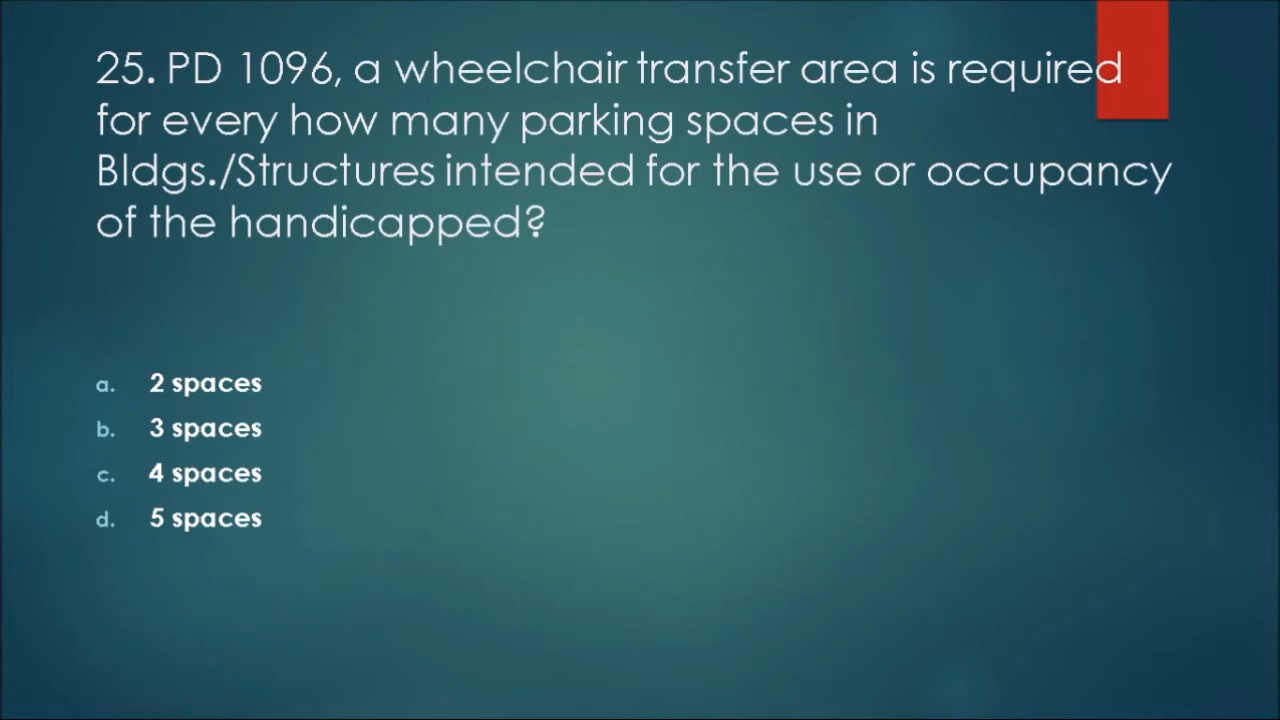 25. PD 1096, a wheelchair transfer area is required
for every how many parking spaces in
Bldgs./Structures intended for the use or occupancy
of the handicapped?
a. 2 spaces
b. 3 spaces
c. 4 spaces
d. 5 spaces